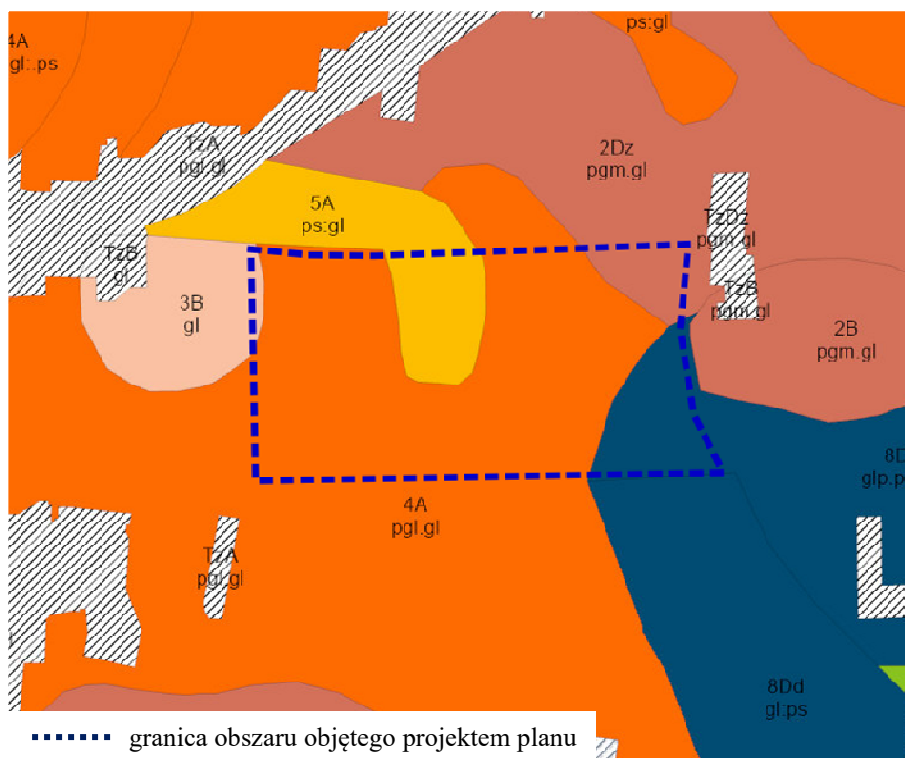 4A
gl:.ps
ps:gl
TzA
pgl.gl
2Dz
pgm.gl
5A
ps:gl
TzDz
pgm.gl
TzB
gl
3B
gl
TzB
pgm.gl
2B
pgm.gl
8D
glp.p
4A
pgl.gl
TzA
pgl.gl
8Dd
gl:ps
granica obszaru objętego projektem planu